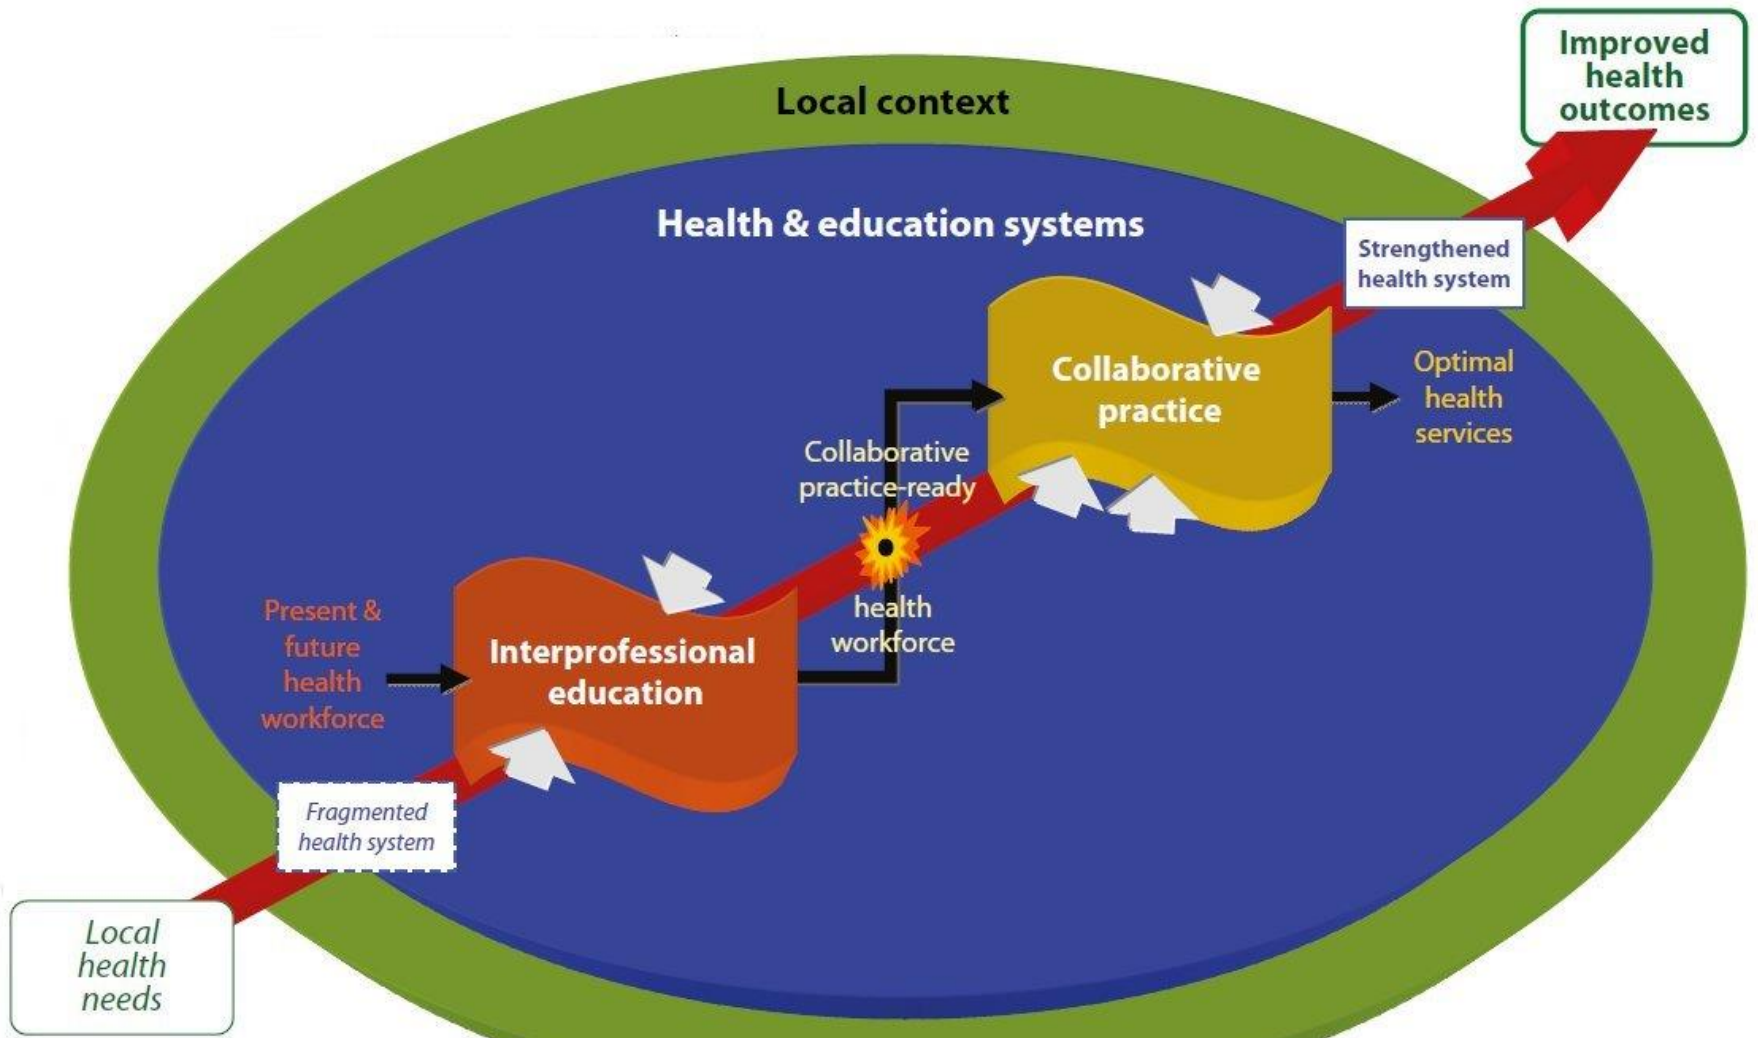 Improved
health
outcomes
Local context
Health & education systems
Strengthened
health system
Collaborative
practice
Optimal
health
services
Collaborative
practice-ready
health
workforce
Present &
future
health
workforce
Interprofessional
education
Fragmented
health system
Local
health
needs